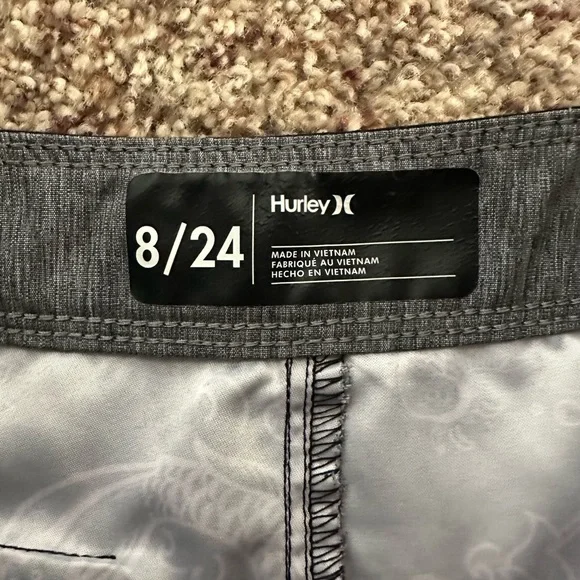 8/24
Hurley
MADE IN VIETNAM
FABRIQUÉ AU VIETNAM
HECHO EN VIETNAM